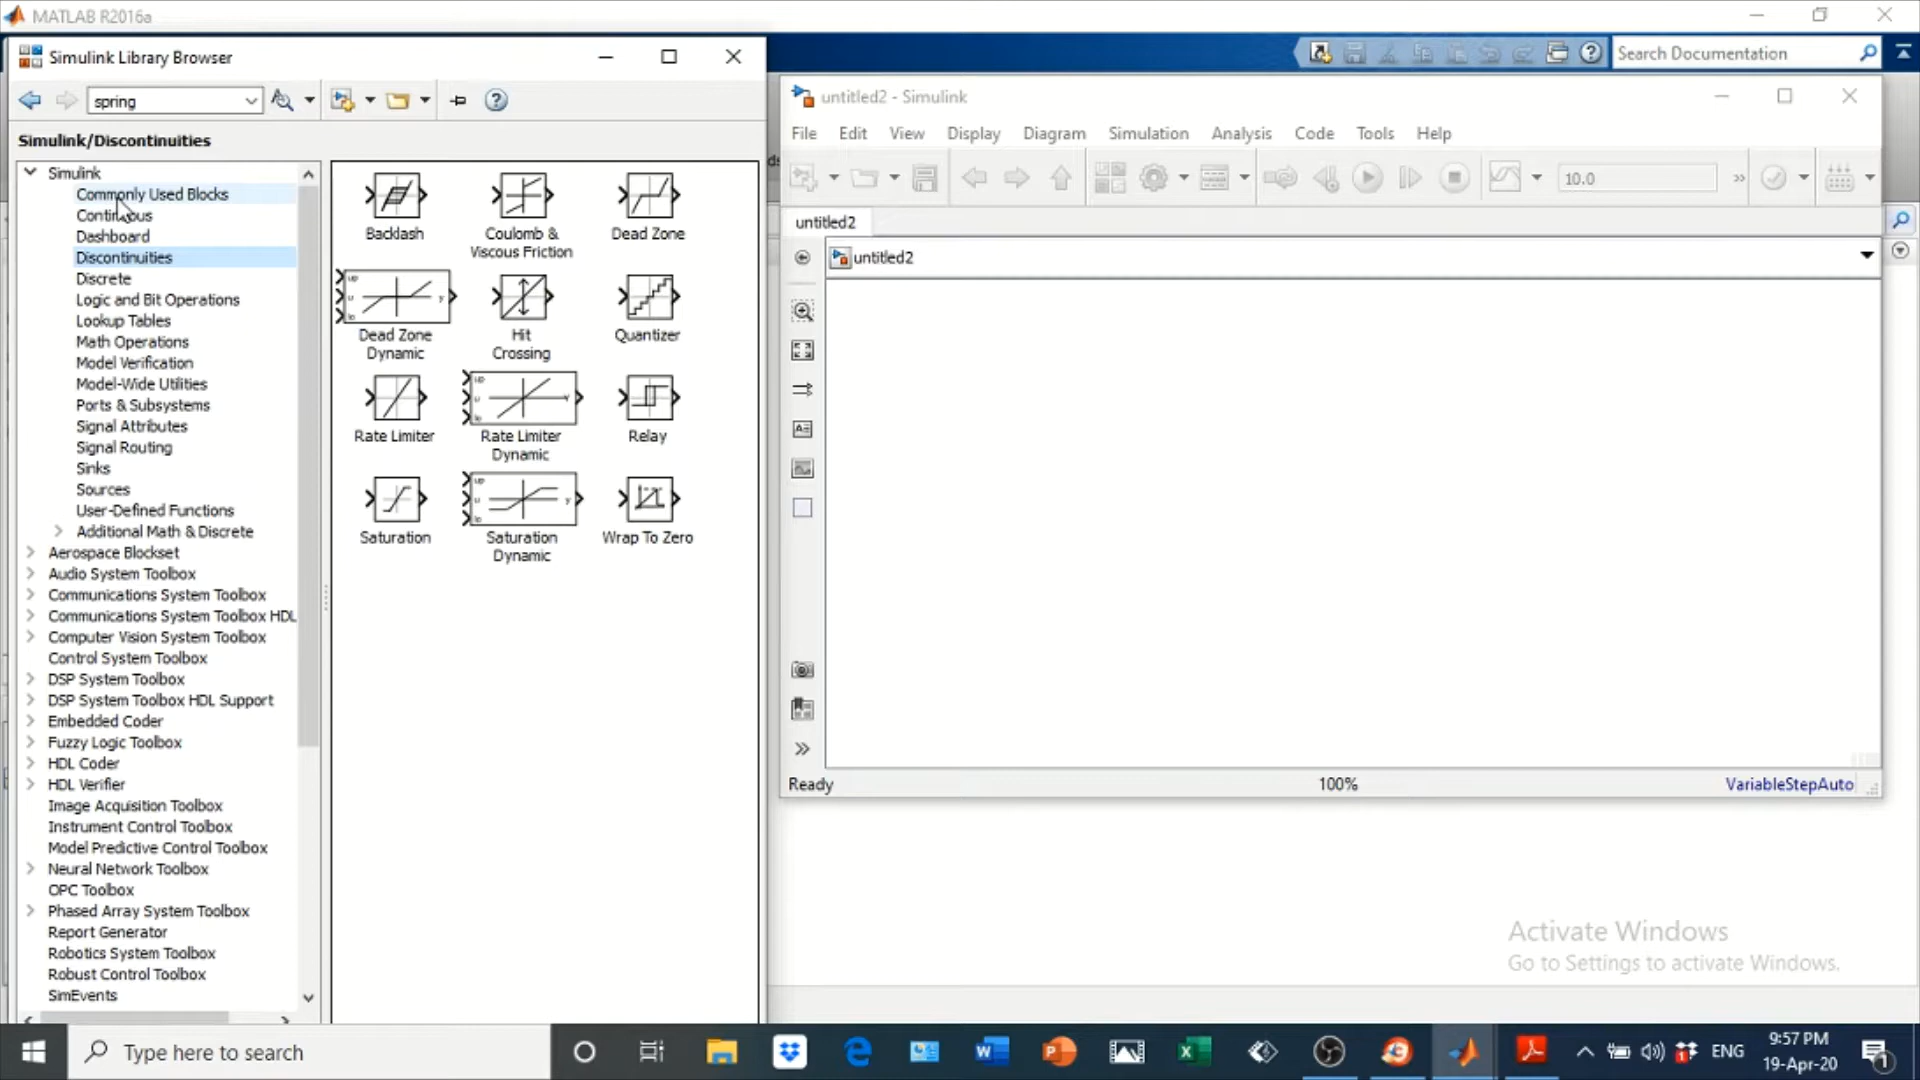 MATLAB R2016a
Simulink Library Browser
spring
Simulink/Discontinuities
Simulink
Commonly Used Blocks
Continuous
Dashboard
Discontinuities
Discrete
Logic and Bit Operations
Lookup Tables
Math Operations
Model Verification
Model-Wide Utilities
Ports & Subsystems
Signal Attributes
Signal Routing
Sinks
Sources
User-Defined Functions
Additional Math & Discrete
Aerospace Blockset
Audio System Toolbox
Communications System Toolbox
Communications System Toolbox HDL
Computer Vision System Toolbox
Control System Toolbox
DSP System Toolbox
DSP System Toolbox HDL Support
Embedded Coder
Fuzzy Logic Toolbox
HDL Coder
HDL Verifier
Image Acquisition Toolbox
Instrument Control Toolbox
Model Predictive Control Toolbox
Neural Network Toolbox
OPC Toolbox
Phased Array System Toolbox
Report Generator
Robotics System Toolbox
Robust Control Toolbox
SimEvents
Backlash
Coulomb &
Viscous Friction
Dead Zone
up
u
lo
y
Dead Zone
Dynamic
Hit
Crossing
Quantizer
Rate Limiter
up
u
lo
Y
Rate Limiter
Dynamic
Relay
Saturation
up
u
lo
y
Saturation
Dynamic
Wrap To Zero
Search Documentation
untitled2 - Simulink
File Edit View Display Diagram Simulation Analysis Code Tools Help
10.0
untitled2
untitled2
Ready
100%
VariableStepAuto
Activate Windows
Go to Settings to activate Windows.
Type here to search
ENG
9:57 PM
19-Apr-20
1